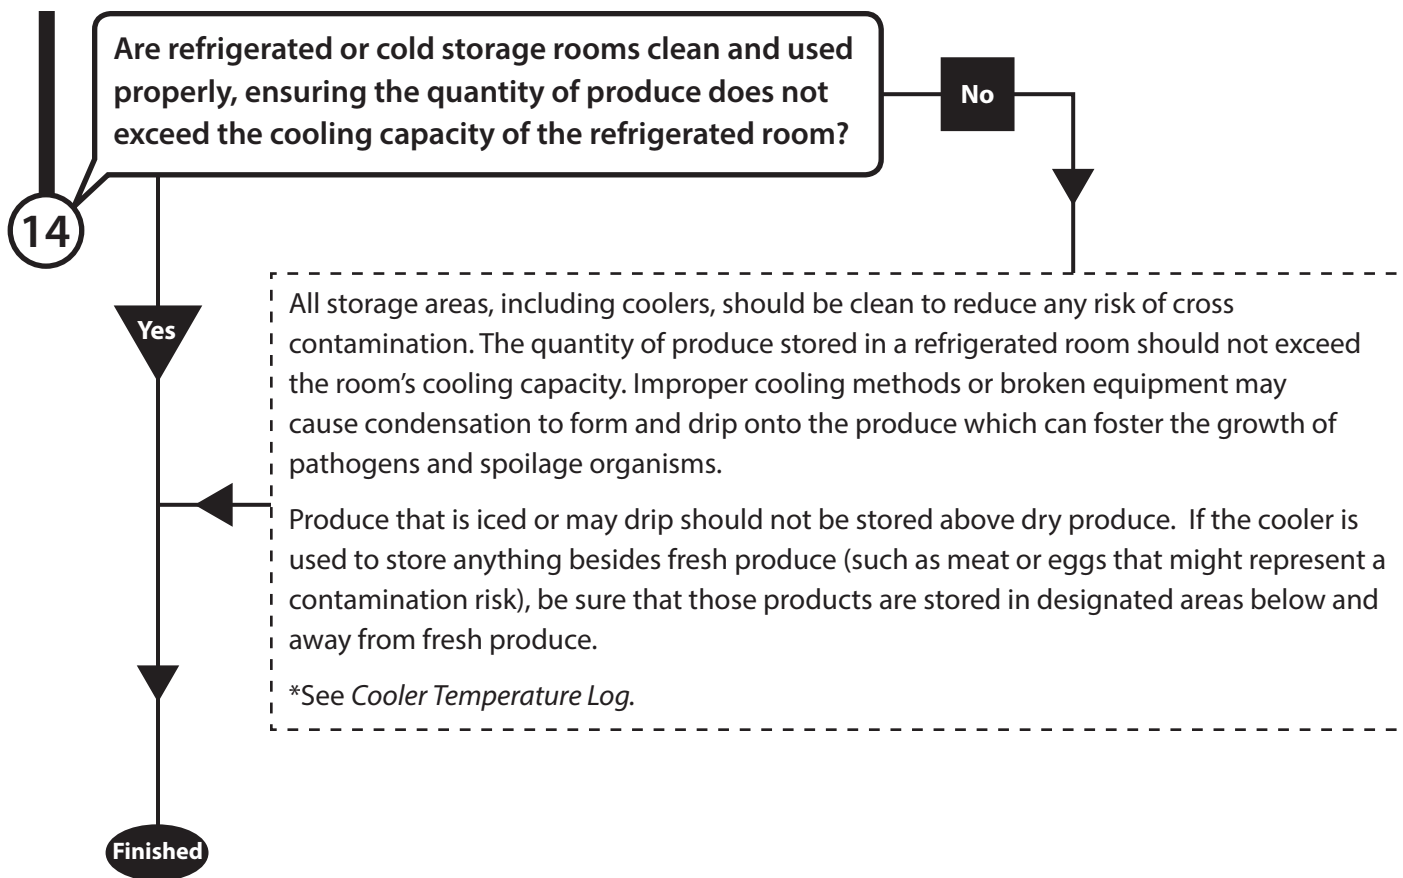 Are refrigerated or cold storage rooms clean and used
properly, ensuring the quantity of produce does not
exceed the cooling capacity of the refrigerated room?
No
14
Yes
All storage areas, including coolers, should be clean to reduce any risk of cross
contamination. The quantity of produce stored in a refrigerated room should not exceed
the room's cooling capacity. Improper cooling methods or broken equipment may
cause condensation to form and drip onto the produce which can foster the growth of
pathogens and spoilage organisms.
Produce that is iced or may drip should not be stored above dry produce.  If the cooler is
used to store anything besides fresh produce (such as meat or eggs that might represent a
contamination risk), be sure that those products are stored in designated areas below and
away from fresh produce.
*See Cooler Temperature Log.
Finished